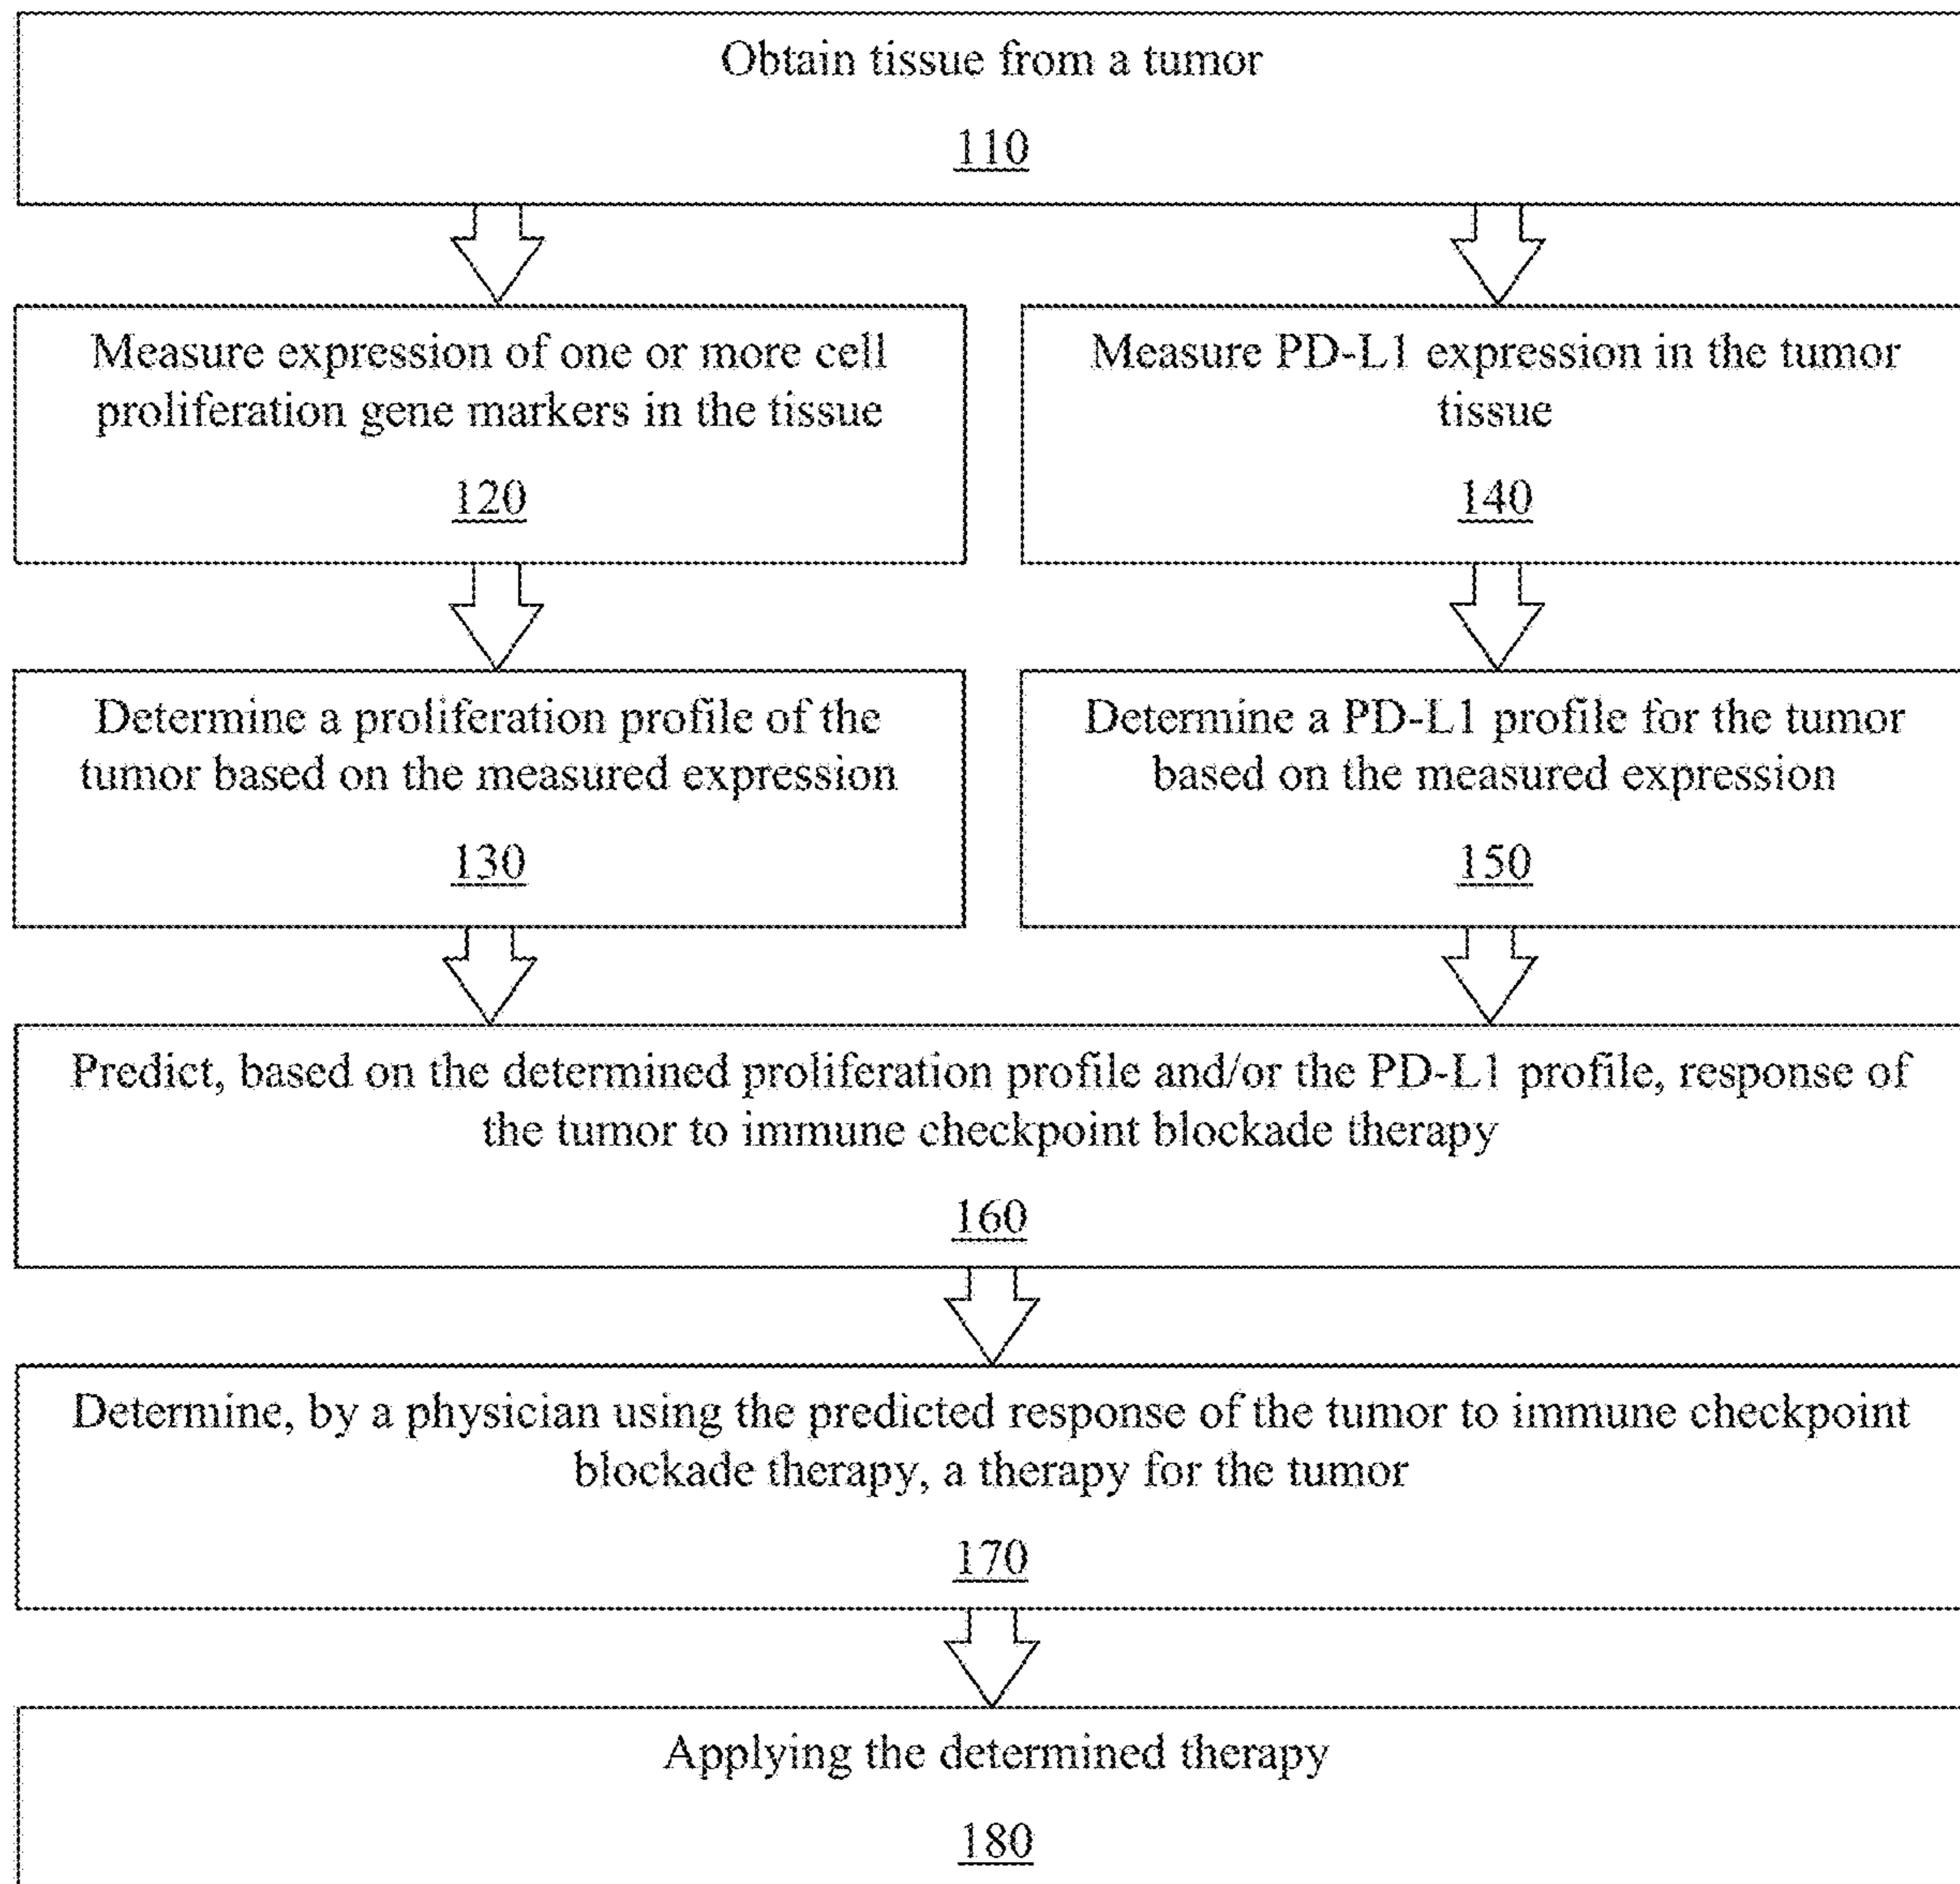 Obtain tissue from a tumor
110
Measure expression of one or more cell
proliferation gene markers in the tissue
120
Measure PD-L1 expression in the tumor
tissue
140
Determine a proliferation profile of the
tumor based on the measured expression
130
Determine a PD-L1 profile for the tumor
based on the measured expression
150
Predict, based on the determined proliferation profile and/or the PD-L1 profile, response of
the tumor to immune checkpoint blockade therapy
160
Determine, by a physician using the predicted response of the tumor to immune checkpoint
blockade therapy, a therapy for the tumor
170
Applying the determined therapy
180